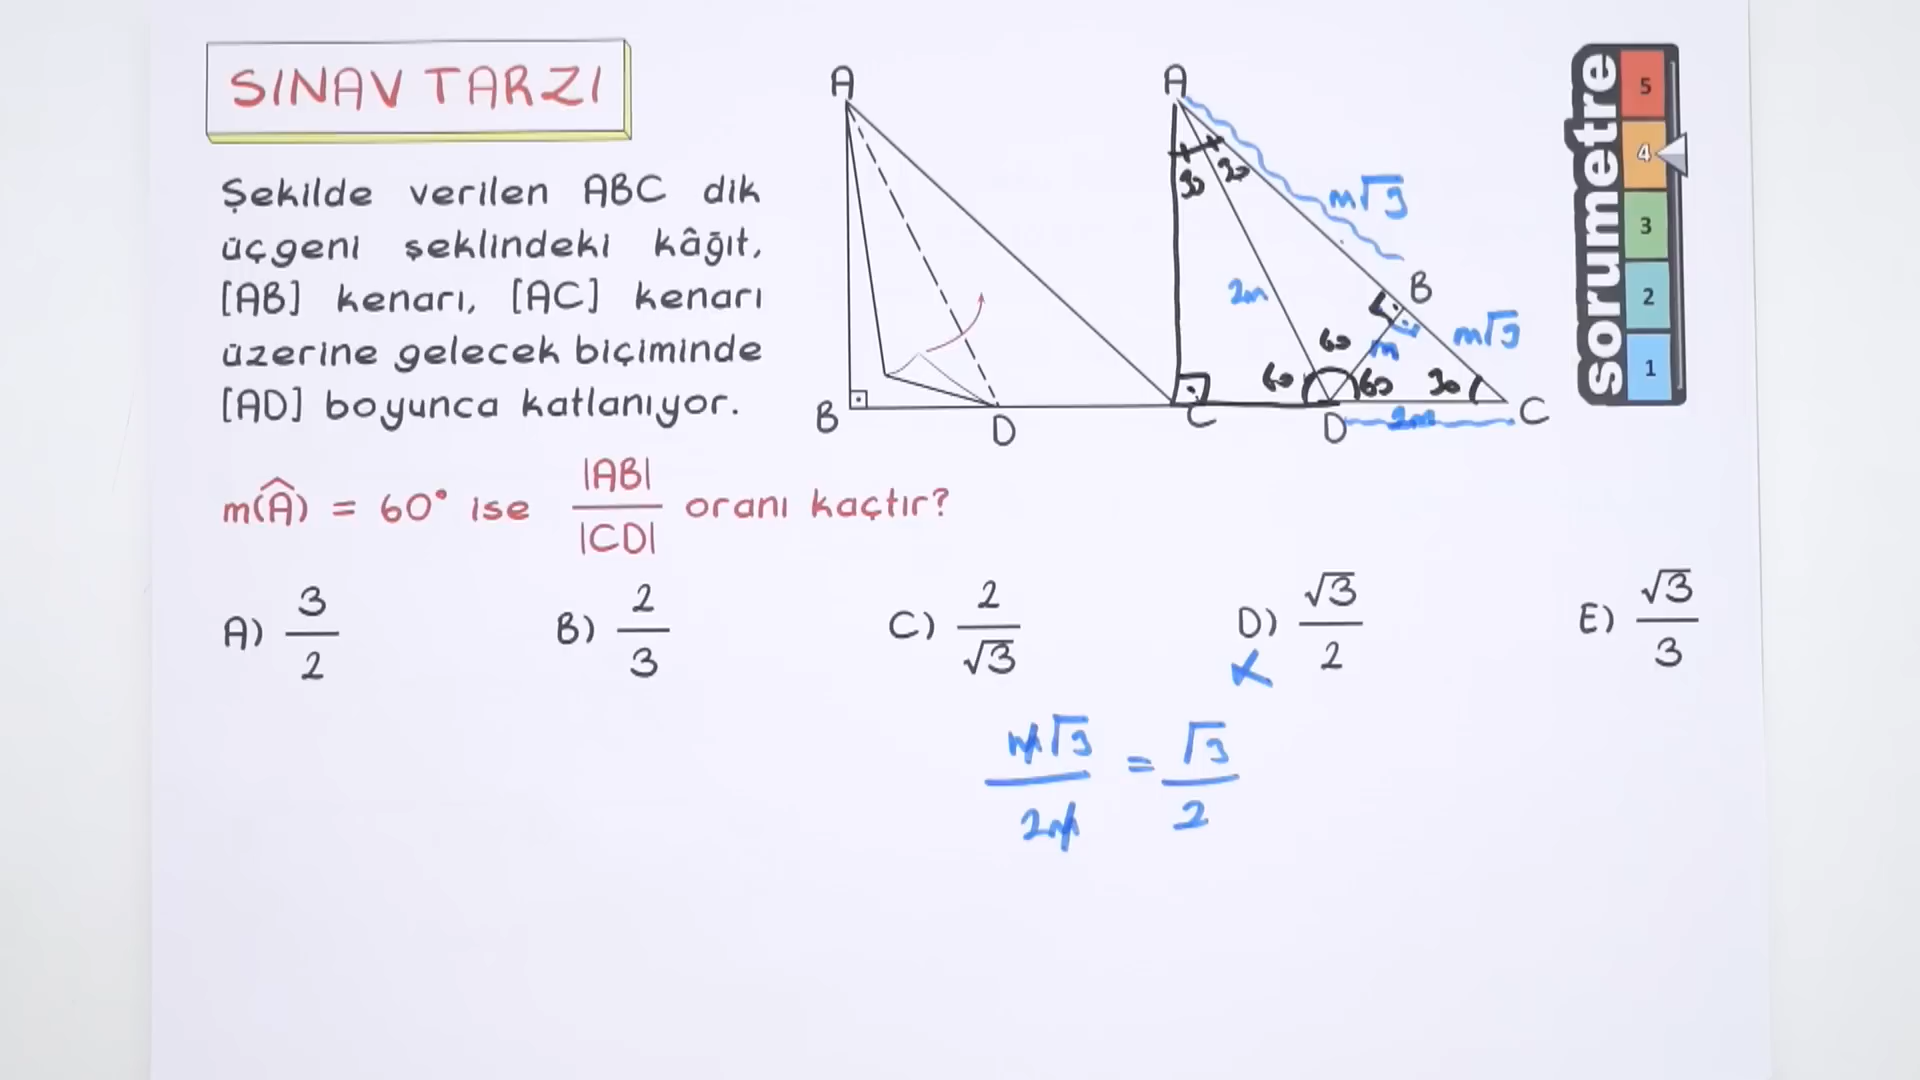 SINAV TARZI
Şekilde verilen ABC dik
üçgeni şeklindeki kâğıt,
[AB] kenarı, [AC] kenarı
üzerine gelecek biçiminde
[AD] boyunca katlanıyor.
m(Â) = 60° ise |AB| / |CD| oranı kaçtır?
A) 3/2 B) 2/3 C) 2/√3 D) √3/2 E) √3/3
m√3 / 2m = √3 / 2
A
B
D
C
A
30 30
m√3
2m
B
60
m
m√3
60
60
30
D
2m
C
sorumetre
5
4
3
2
1